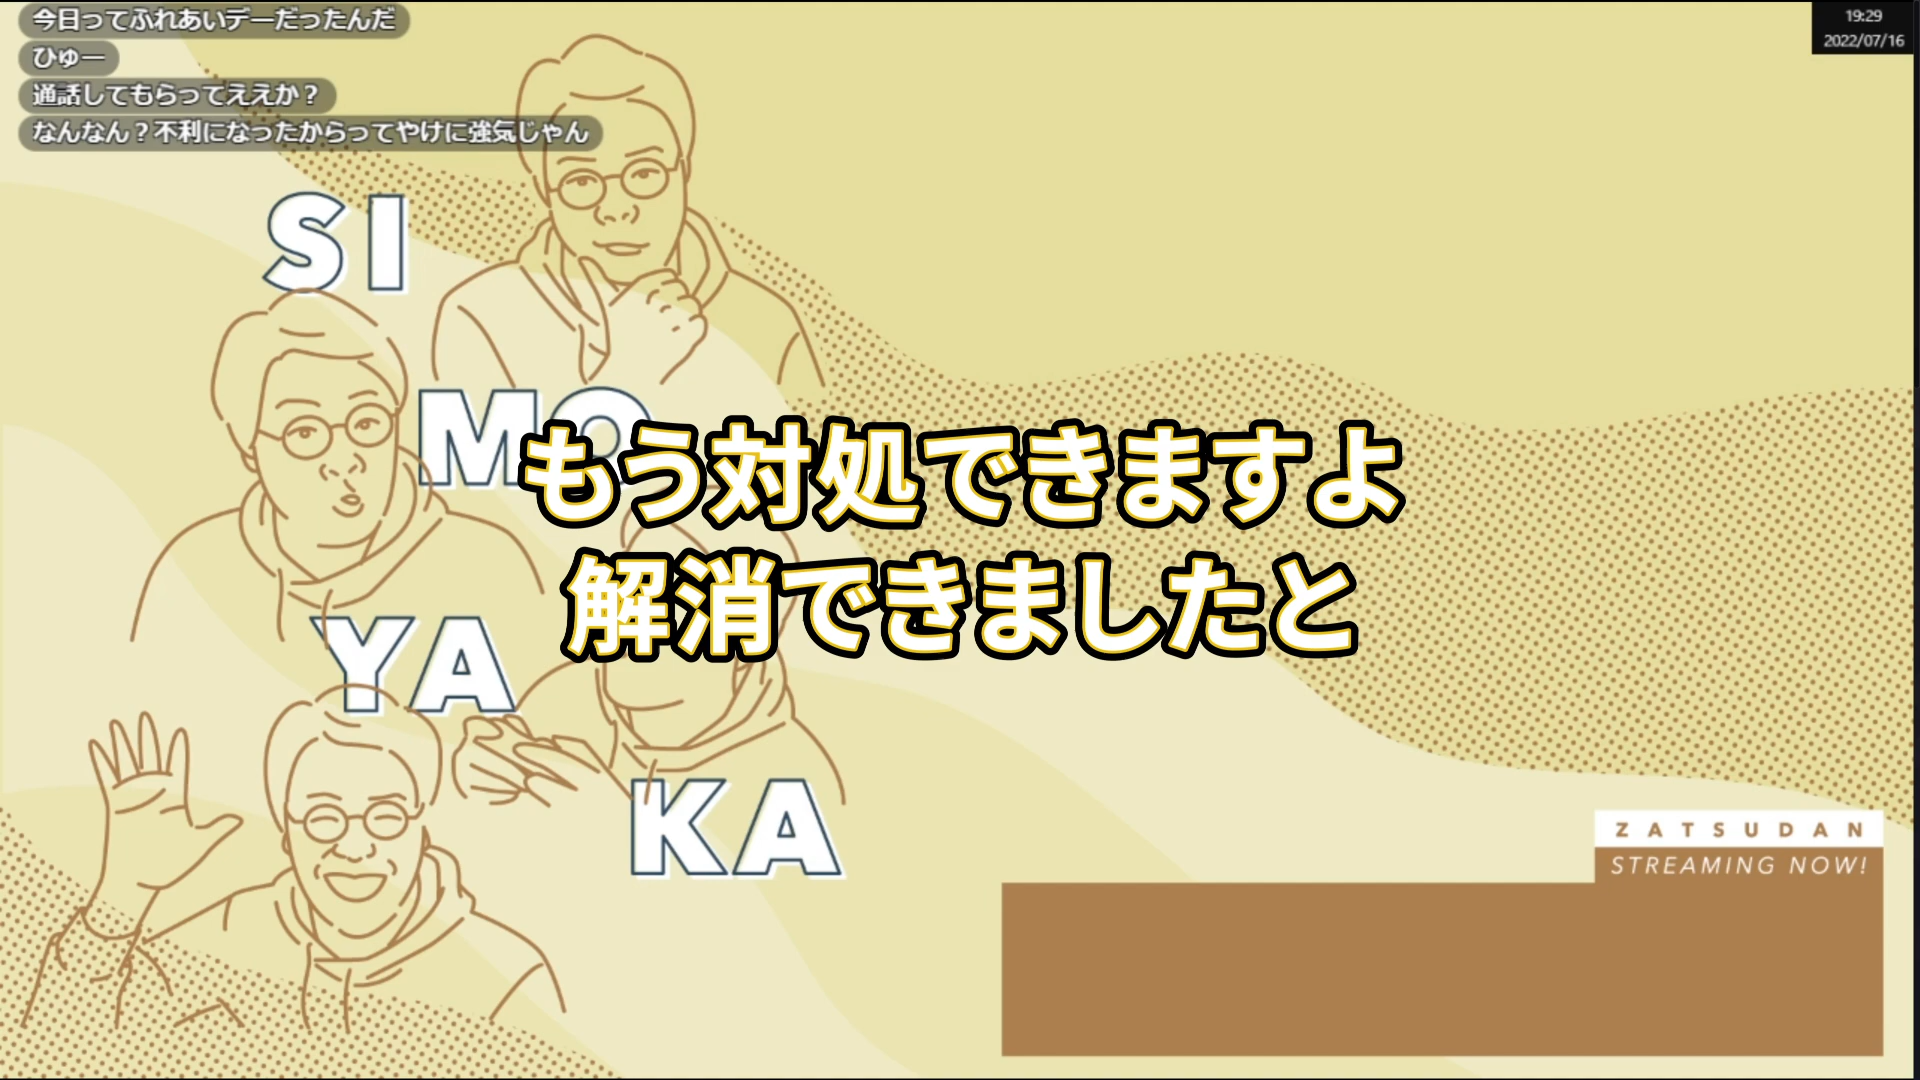 今日ってふれあいデーだったんだ
ひゅー
通話してもらってええか？
なんなん？不利になったからってやけに強気じゃん
19:29
2022/07/16
SI
MO
YA
KA
もう対処できますよ
解消できましたと
ZATSUDAN
STREAMING NOW!